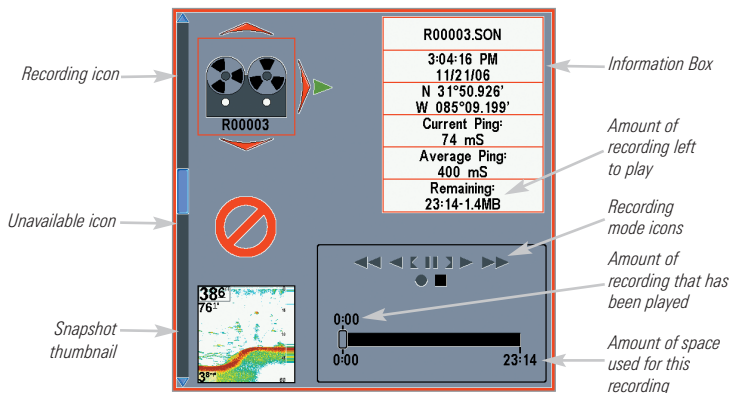 R00003.SON
3:04:16 PM
11/21/06
N 31°50.926'
W 085°09.199'
Current Ping:
74 mS
Average Ping:
400 mS
Remaining:
23:14-1.4MB
Recording icon
R00003
Unavailable icon
Snapshot
thumbnail
386
76
Information Box
Amount of
recording left
to play
Recording
mode icons
Amount of
recording that has
been played
Amount of space
used for this
recording
0:00
0:00
23:14